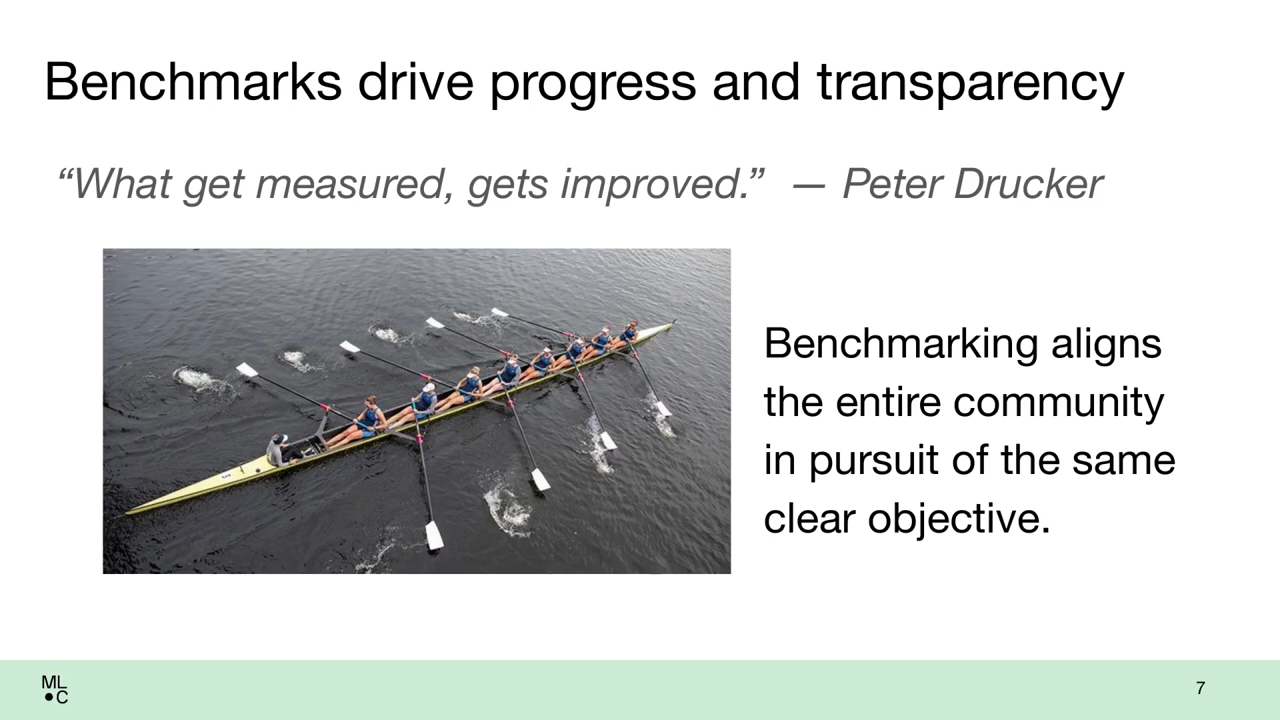 Benchmarks drive progress and transparency
“What get measured, gets improved.” — Peter Drucker
Benchmarking aligns
the entire community
in pursuit of the same
clear objective.
ML
C
7